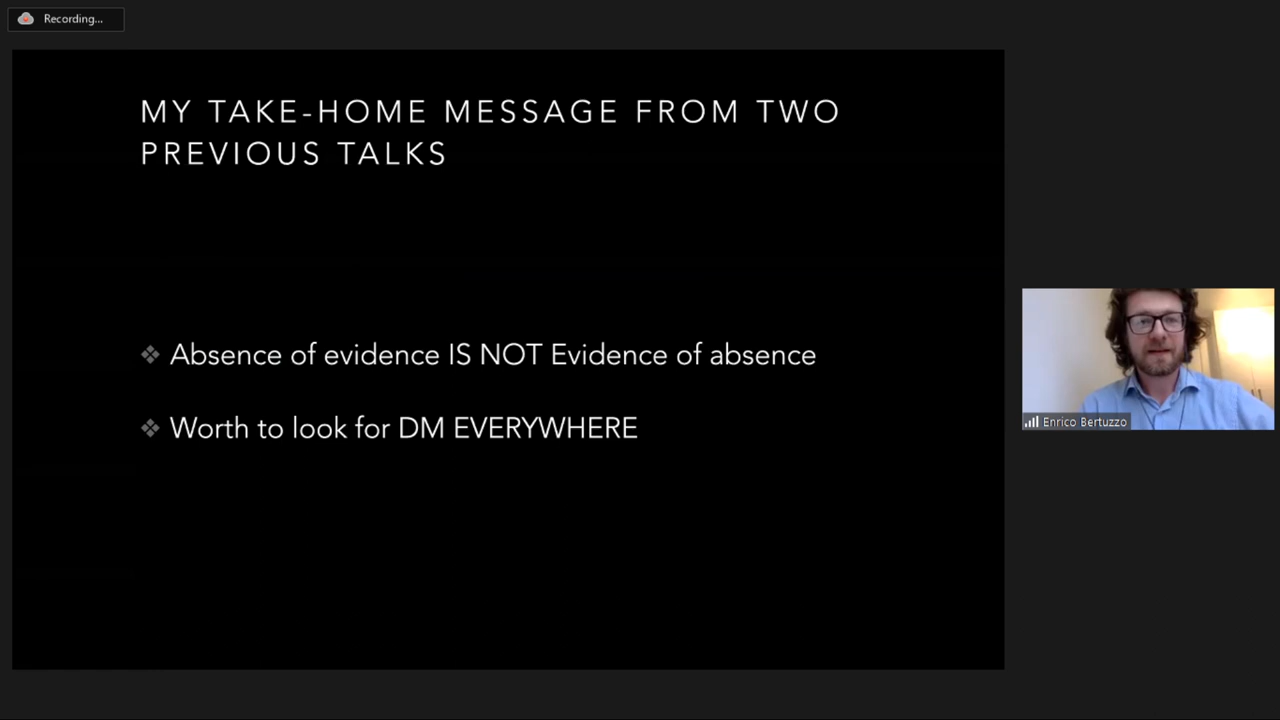 Recording...
MY TAKE-HOME MESSAGE FROM TWO
PREVIOUS TALKS
❖ Absence of evidence IS NOT Evidence of absence
❖ Worth to look for DM EVERYWHERE
Enrico Bertuzzo